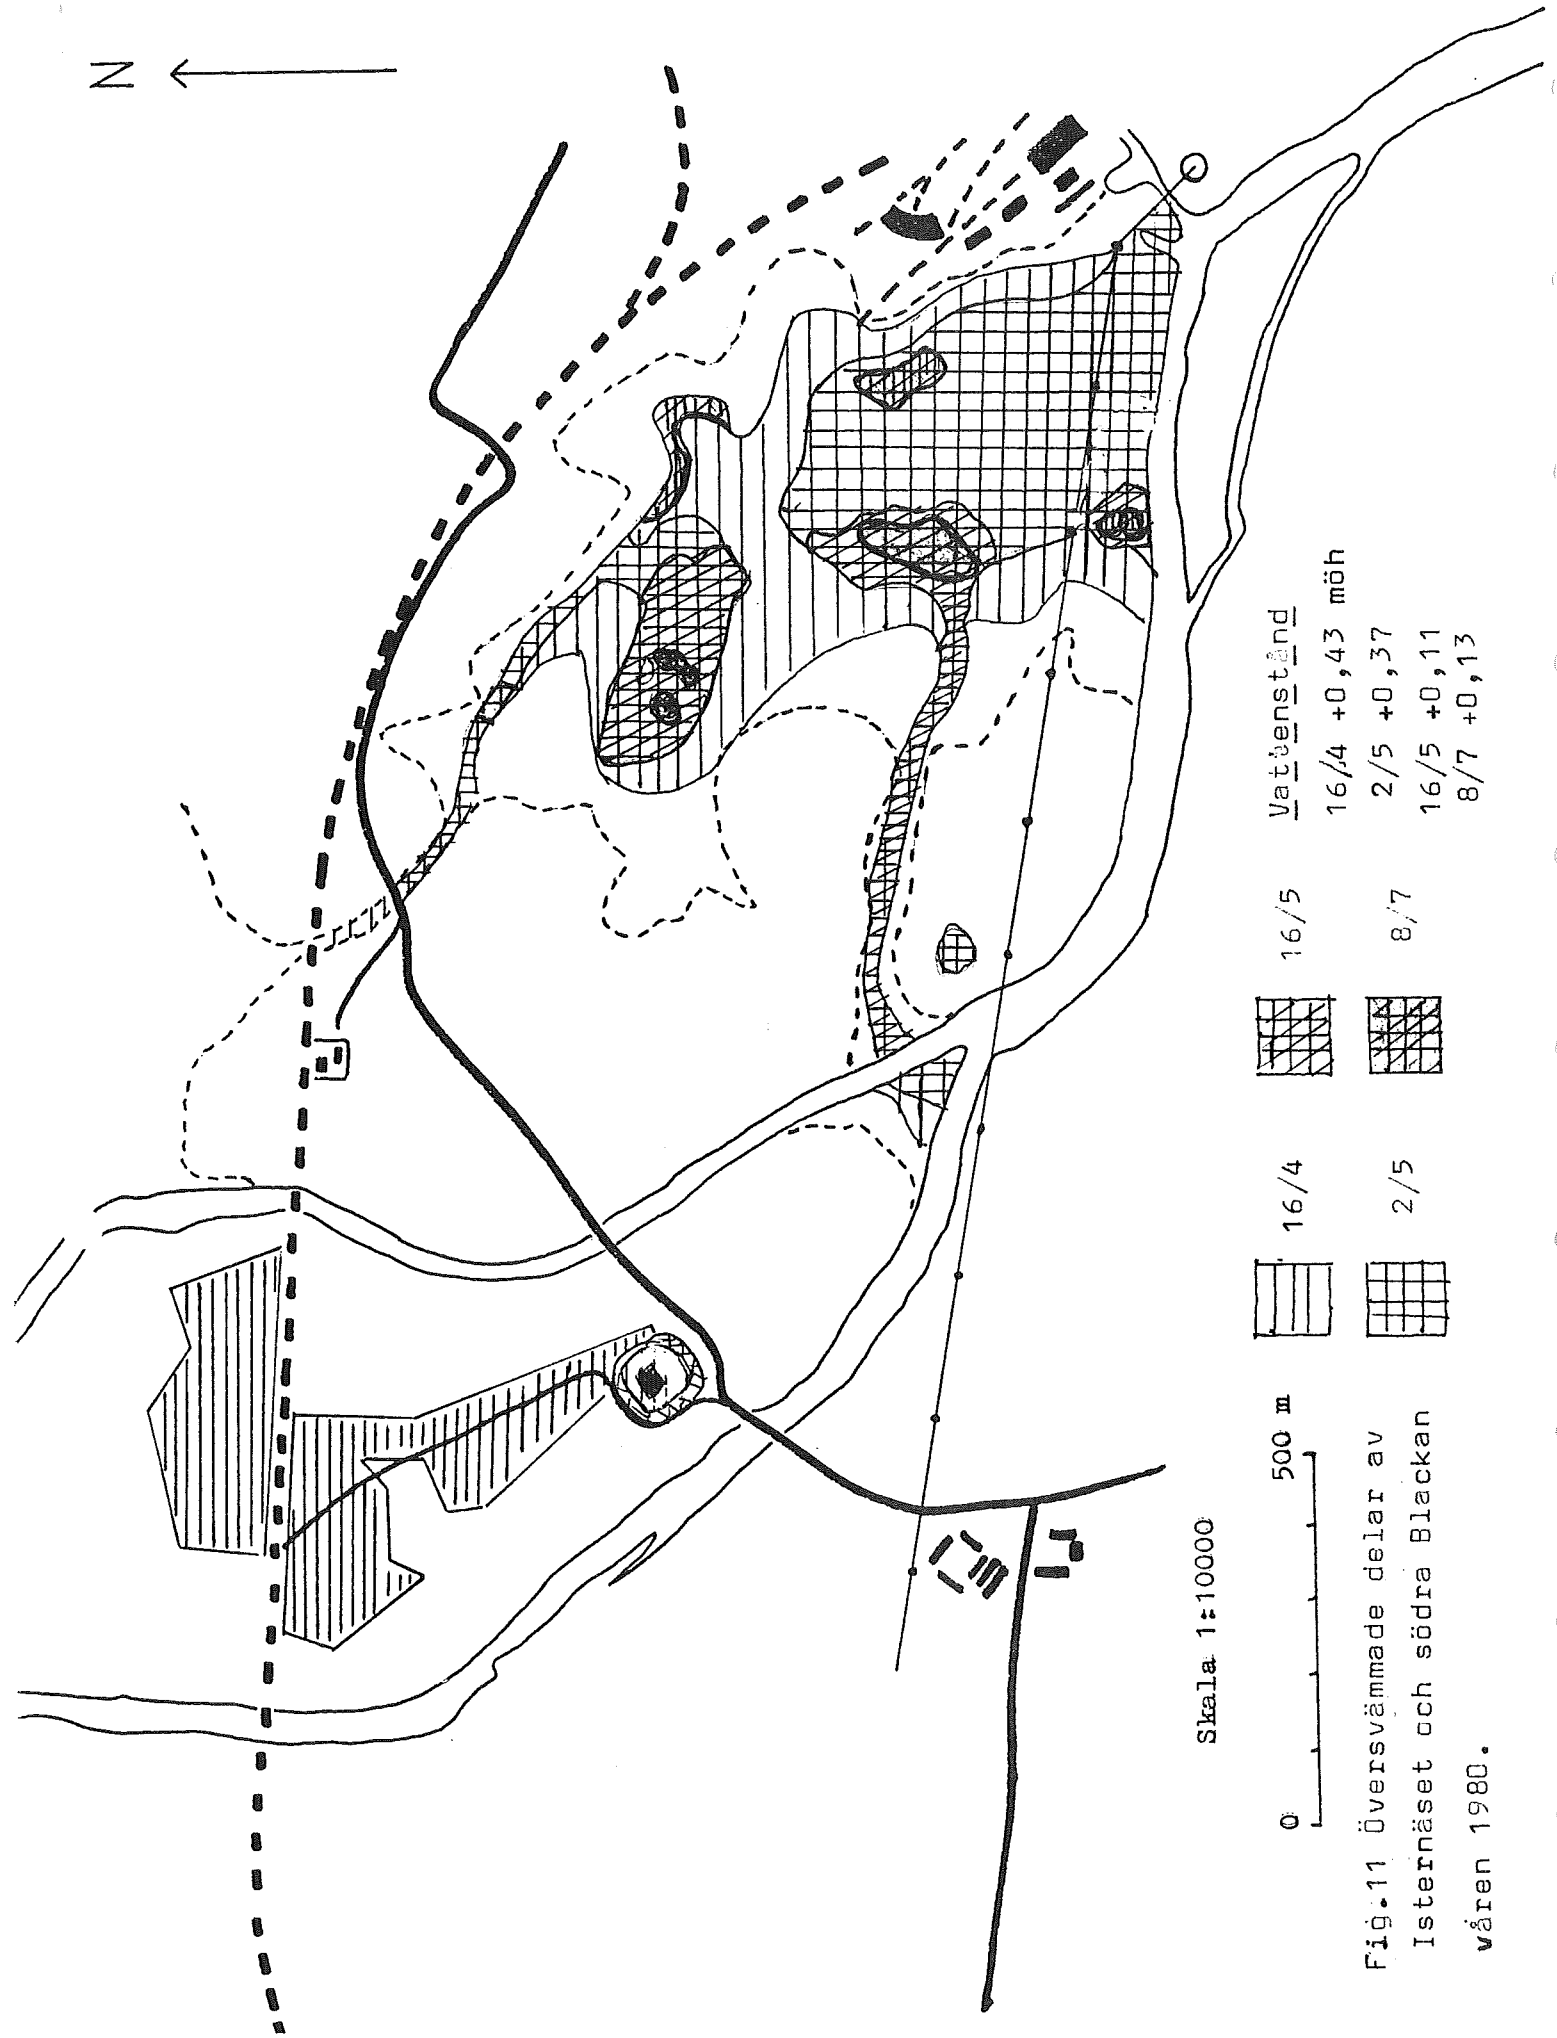 N
Skala 1:10000
0 500 m
Fig.11 Översvämmade delar av
Isternäset och södra Blackan
våren 1980.
16/4
2/5
16/5
8/7
Vattenstånd
16/4 +0,43 möh
2/5 +0,37
16/5 +0,11
8/7 +0,13